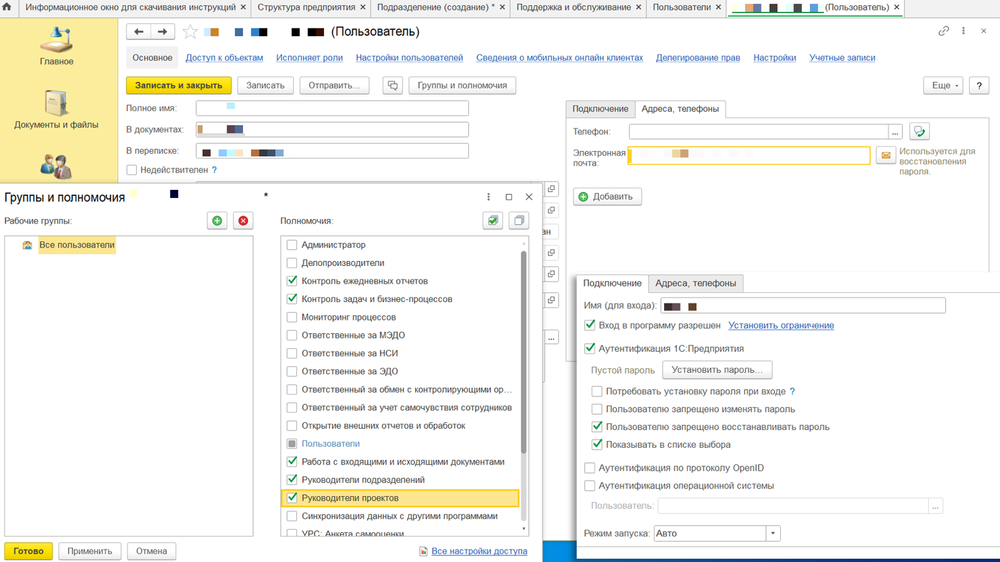 Информационное окно для скачивания инструкций × Структура предприятия × Подразделение (создание) * × Поддержка и обслуживание × Пользователи × (Пользователь) ×
Главное
Документы и файлы
(Пользователь)
Основное Доступ к объектам Исполняет роли Настройки пользователей Сведения о мобильных онлайн клиентах Делегирование прав Настройки Учетные записи
Записать и закрыть Записать Отправить... Группы и полномочия Еще ?
Полное имя:
В документах:
В переписке:
Недействителен ?
Подключение Адреса, телефоны
Телефон: ...
Электронная почта:
Используется для
восстановления
пароля.
Добавить
ан
...
Группы и полномочия *
Рабочие группы:
Все пользователи
Полномочия:
Администратор
Делопроизводители
Контроль ежедневных отчетов
Контроль задач и бизнес-процессов
Мониторинг процессов
Ответственные за МЭДО
Ответственные за НСИ
Ответственные за ЭДО
Ответственный за обмен с контролирующими ор...
Ответственный за учет самочувствия сотрудников
Открытие внешних отчетов и обработок
Пользователи
Работа с входящими и исходящими документами
Руководители подразделений
Руководители проектов
Синхронизация данных с другими программами
УРС: Анкета самооценки
Готово Применить Отмена Все настройки доступа
Подключение Адреса, телефоны
Имя (для входа):
Вход в программу разрешен Установить ограничение
Аутентификация 1С:Предприятия
Пустой пароль Установить пароль...
Потребовать установку пароля при входе ?
Пользователю запрещено изменять пароль
Пользователю запрещено восстанавливать пароль
Показывать в списке выбора
Аутентификация по протоколу OpenID
Аутентификация операционной системы
Пользователь: ...
Режим запуска: Авто